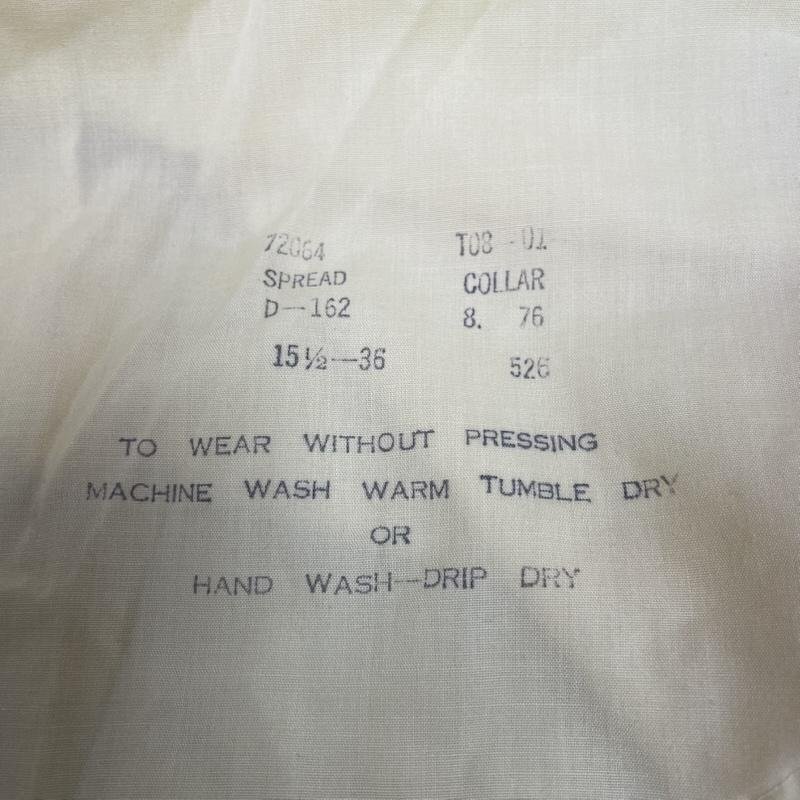 72064 T08-01
SPREAD COLLAR
D--162 8. 76
15½--36 526
TO WEAR WITHOUT PRESSING
MACHINE WASH WARM TUMBLE DRY
OR
HAND WASH--DRIP DRY